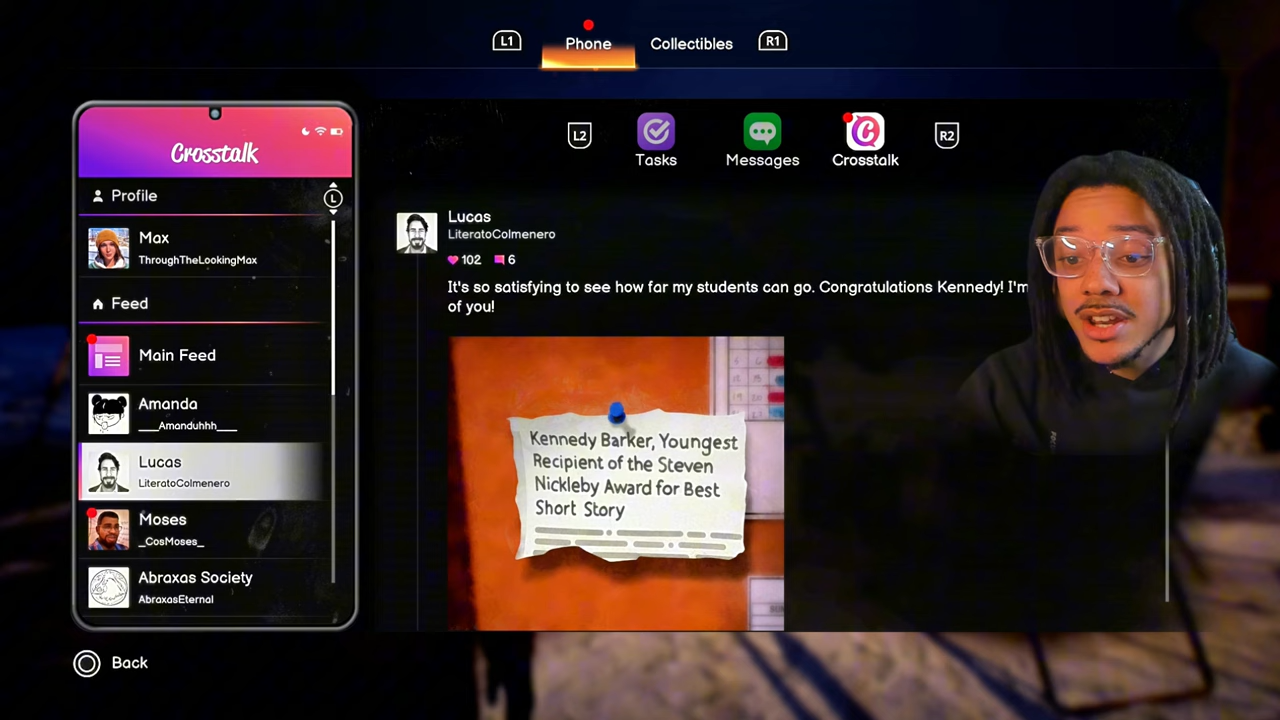 L1
Phone
Collectibles
R1
Crosstalk
Profile
L
Max
ThroughTheLookingMax
Feed
Main Feed
Amanda
____Amanduhhh____
Lucas
LiteratoColmenero
Moses
_CosMoses_
Abraxas Society
AbraxasEternal
Back
L2
Tasks
Messages
Crosstalk
R2
Lucas
LiteratoColmenero
102 6
It's so satisfying to see how far my students can go. Congratulations Kennedy! I'm
of you!
Kennedy Barker, Youngest
Recipient of the Steven
Nickleby Award for Best
Short Story